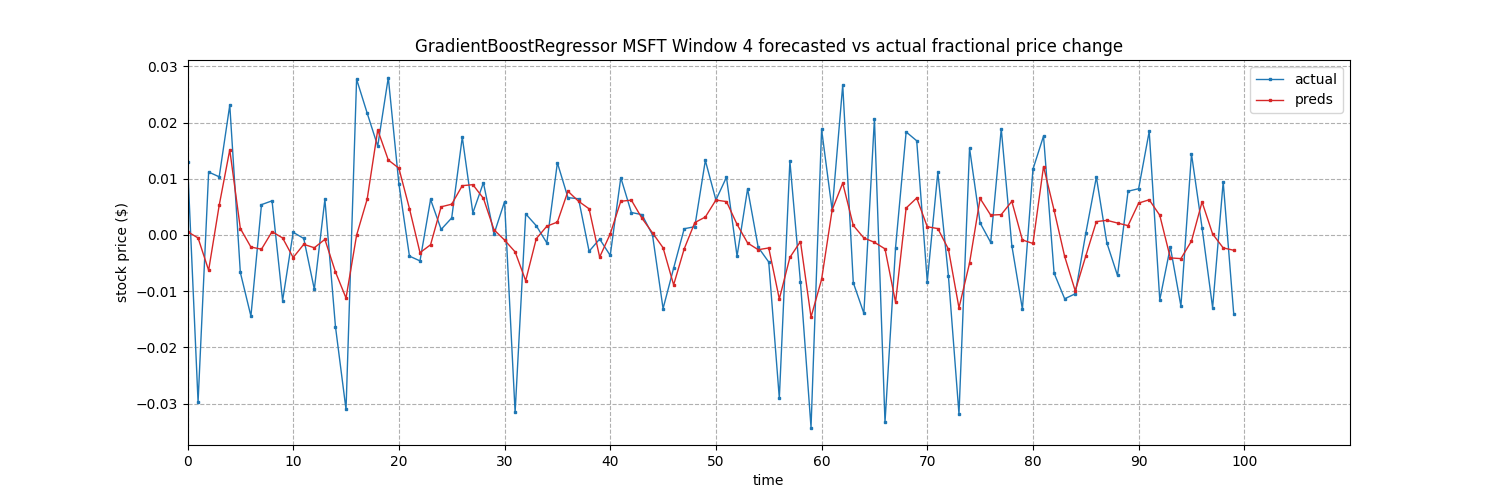 GradientBoostRegressor MSFT Window 4 forecasted vs actual fractional price change
0.03
0.02
0.01
0.00
−0.01
−0.02
−0.03
stock price ($)
actual
preds
0 10 20 30 40 50 60 70 80 90 100
time